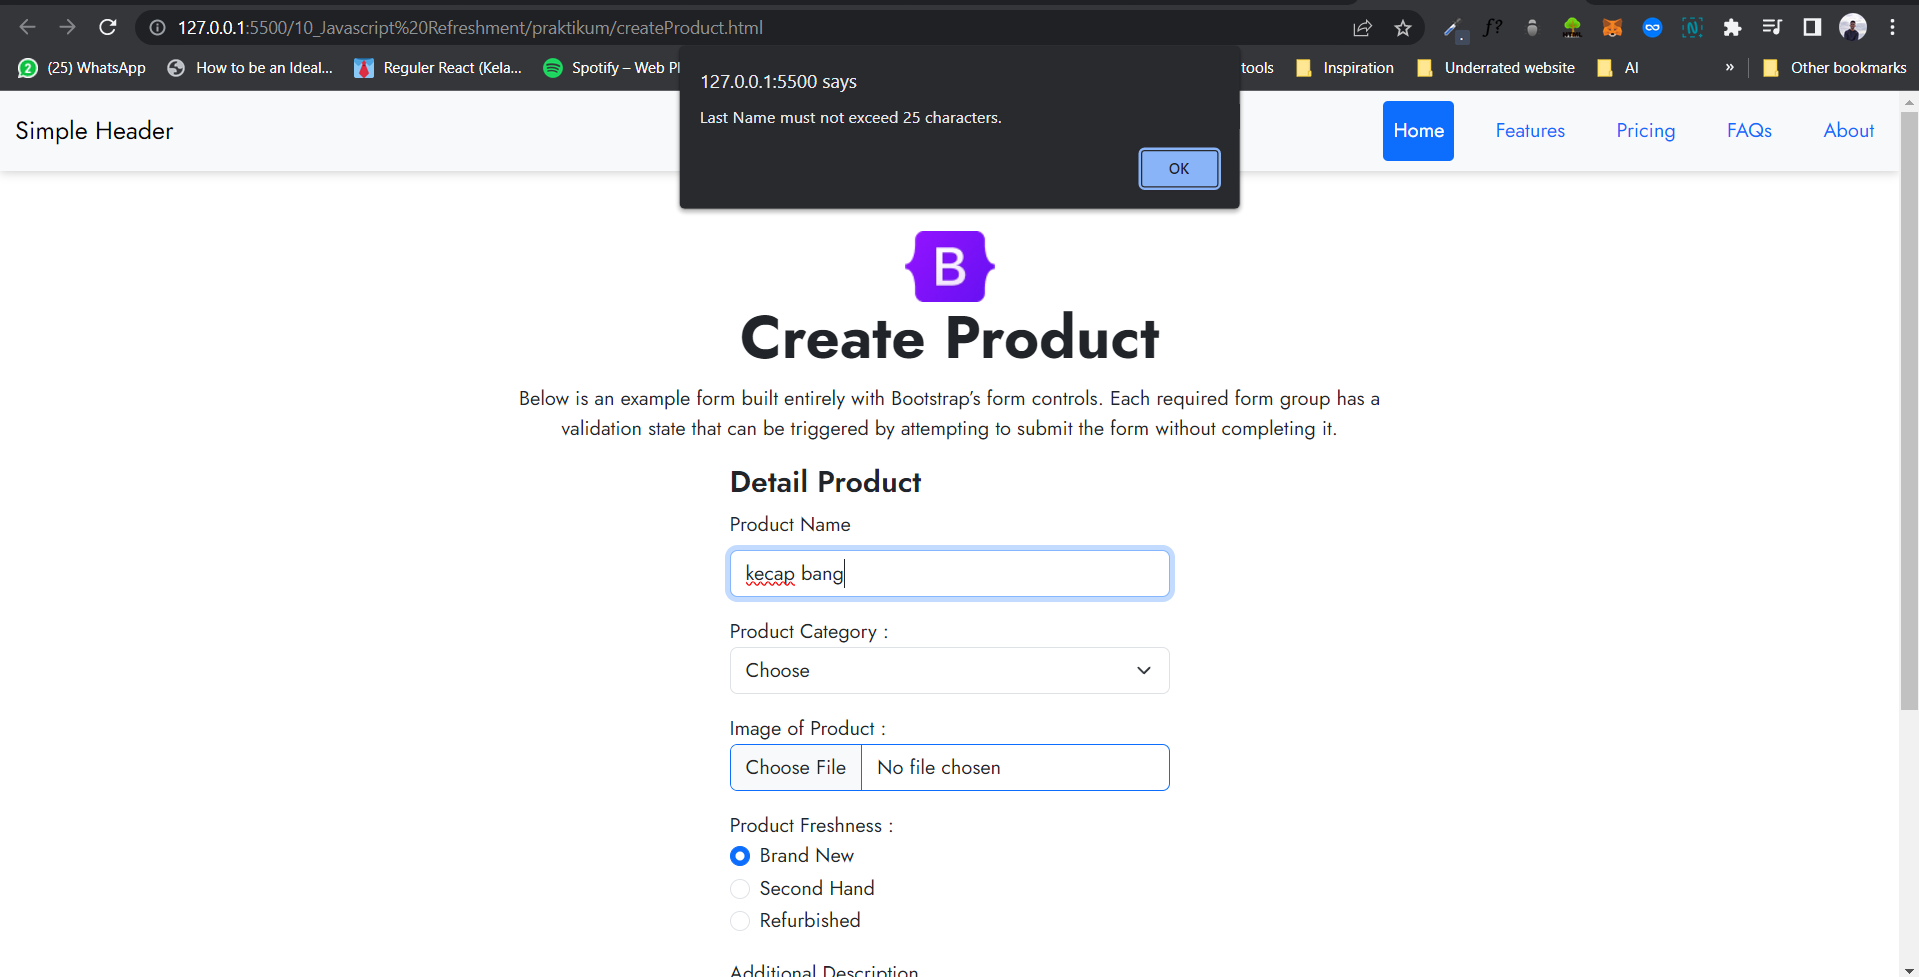 127.0.0.1:5500/10_Javascript%20Refreshment/praktikum/createProduct.html
(25) WhatsApp How to be an Ideal... Reguler React (Kela... Spotify – Web Pl tools Inspiration Underrated website AI » Other bookmarks
127.0.0.1:5500 says
Last Name must not exceed 25 characters.
OK
Simple Header Home Features Pricing FAQs About
B
Create Product
Below is an example form built entirely with Bootstrap’s form controls. Each required form group has a
validation state that can be triggered by attempting to submit the form without completing it.
Detail Product
Product Name
kecap bang
Product Category :
Choose
Image of Product :
Choose File No file chosen
Product Freshness :
Brand New
Second Hand
Refurbished
Additional Description